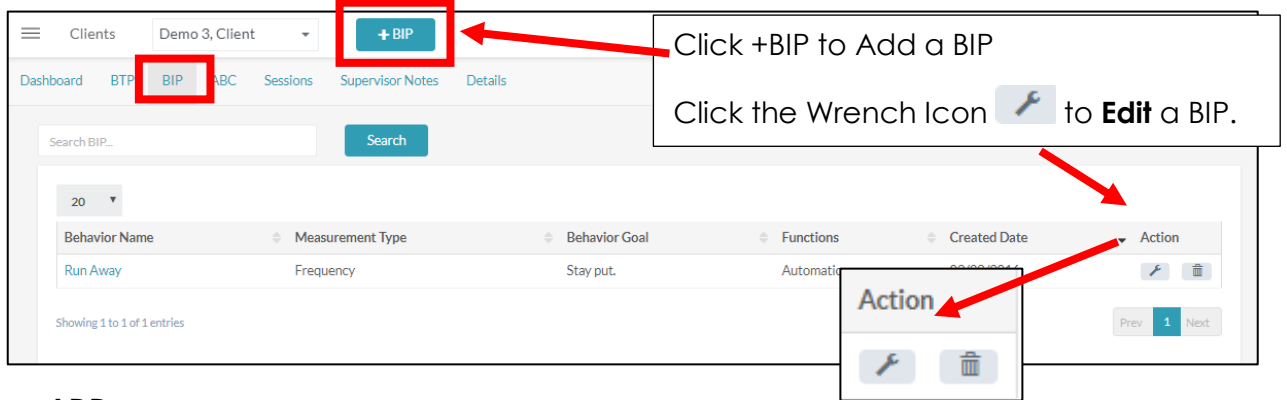 Clients Demo 3, Client + BIP
Click +BIP to Add a BIP
Click the Wrench Icon to Edit a BIP.
Dashboard BTP BIP ABC Sessions Supervisor Notes Details
Search BIP... Search
20
Behavior Name Measurement Type Behavior Goal Functions Created Date Action
Run Away Frequency Stay put.
Action
Showing 1 to 1 of 1 entries Prev 1 Next